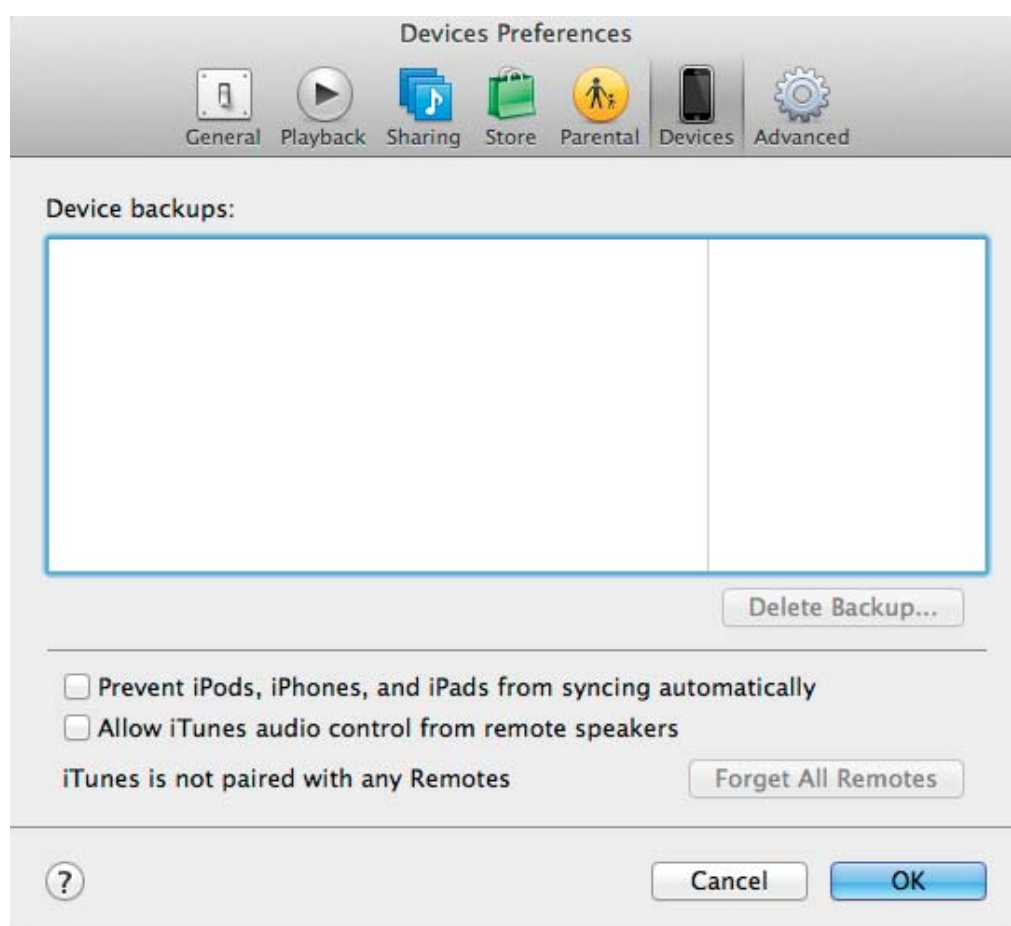 Devices Preferences
General Playback Sharing Store Parental Devices Advanced
Device backups:
Delete Backup...
Prevent iPods, iPhones, and iPads from syncing automatically
Allow iTunes audio control from remote speakers
iTunes is not paired with any Remotes Forget All Remotes
? Cancel OK